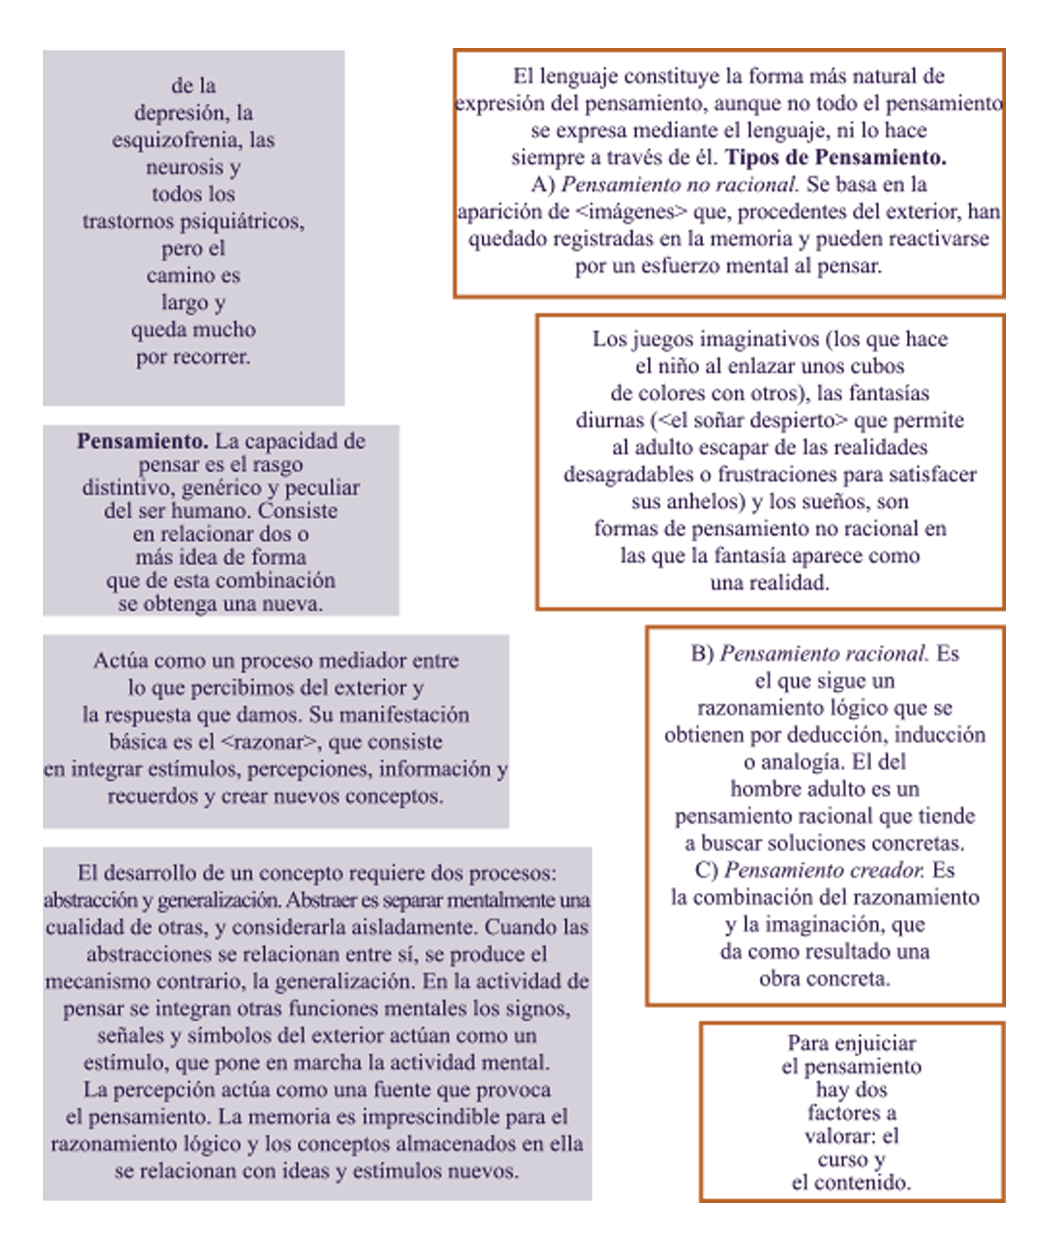 de la
depresión, la
esquizofrenia, las
neurosis y
todos los
trastornos psiquiátricos,
pero el
camino es
largo y
queda mucho
por recorrer.
Pensamiento. La capacidad de
pensar es el rasgo
distintivo, genérico y peculiar
del ser humano. Consiste
en relacionar dos o
más idea de forma
que de esta combinación
se obtenga una nueva.
Actúa como un proceso mediador entre
lo que percibimos del exterior y
la respuesta que damos. Su manifestación
básica es el <razonar>, que consiste
en integrar estímulos, percepciones, información y
recuerdos y crear nuevos conceptos.
El desarrollo de un concepto requiere dos procesos:
abstracción y generalización. Abstraer es separar mentalmente una
cualidad de otras, y considerarla aisladamente. Cuando las
abstracciones se relacionan entre sí, se produce el
mecanismo contrario, la generalización. En la actividad de
pensar se integran otras funciones mentales los signos,
señales y símbolos del exterior actúan como un
estímulo, que pone en marcha la actividad mental.
La percepción actúa como una fuente que provoca
el pensamiento. La memoria es imprescindible para el
razonamiento lógico y los conceptos almacenados en ella
se relacionan con ideas y estímulos nuevos.
El lenguaje constituye la forma más natural de
expresión del pensamiento, aunque no todo el pensamiento
se expresa mediante el lenguaje, ni lo hace
siempre a través de él. Tipos de Pensamiento.
A) Pensamiento no racional. Se basa en la
aparición de <imágenes> que, procedentes del exterior, han
quedado registradas en la memoria y pueden reactivarse
por un esfuerzo mental al pensar.
Los juegos imaginativos (los que hace
el niño al enlazar unos cubos
de colores con otros), las fantasías
diurnas (<el soñar despierto> que permite
al adulto escapar de las realidades
desagradables o frustraciones para satisfacer
sus anhelos) y los sueños, son
formas de pensamiento no racional en
las que la fantasía aparece como
una realidad.
B) Pensamiento racional. Es
el que sigue un
razonamiento lógico que se
obtienen por deducción, inducción
o analogía. El del
hombre adulto es un
pensamiento racional que tiende
a buscar soluciones concretas.
C) Pensamiento creador. Es
la combinación del razonamiento
y la imaginación, que
da como resultado una
obra concreta.
Para enjuiciar
el pensamiento
hay dos
factores a
valorar: el
curso y
el contenido.